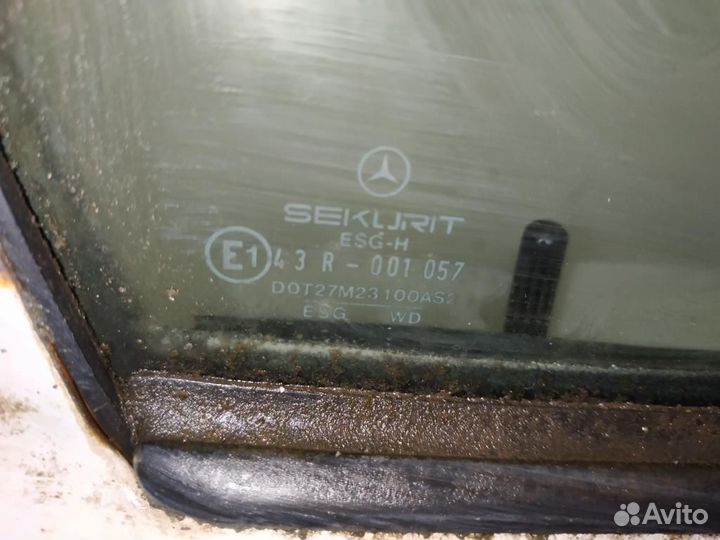 SEKURIT
ESG-H
E1 43 R - 001 057
DOT27M23100AS2
ESG WD
Avito